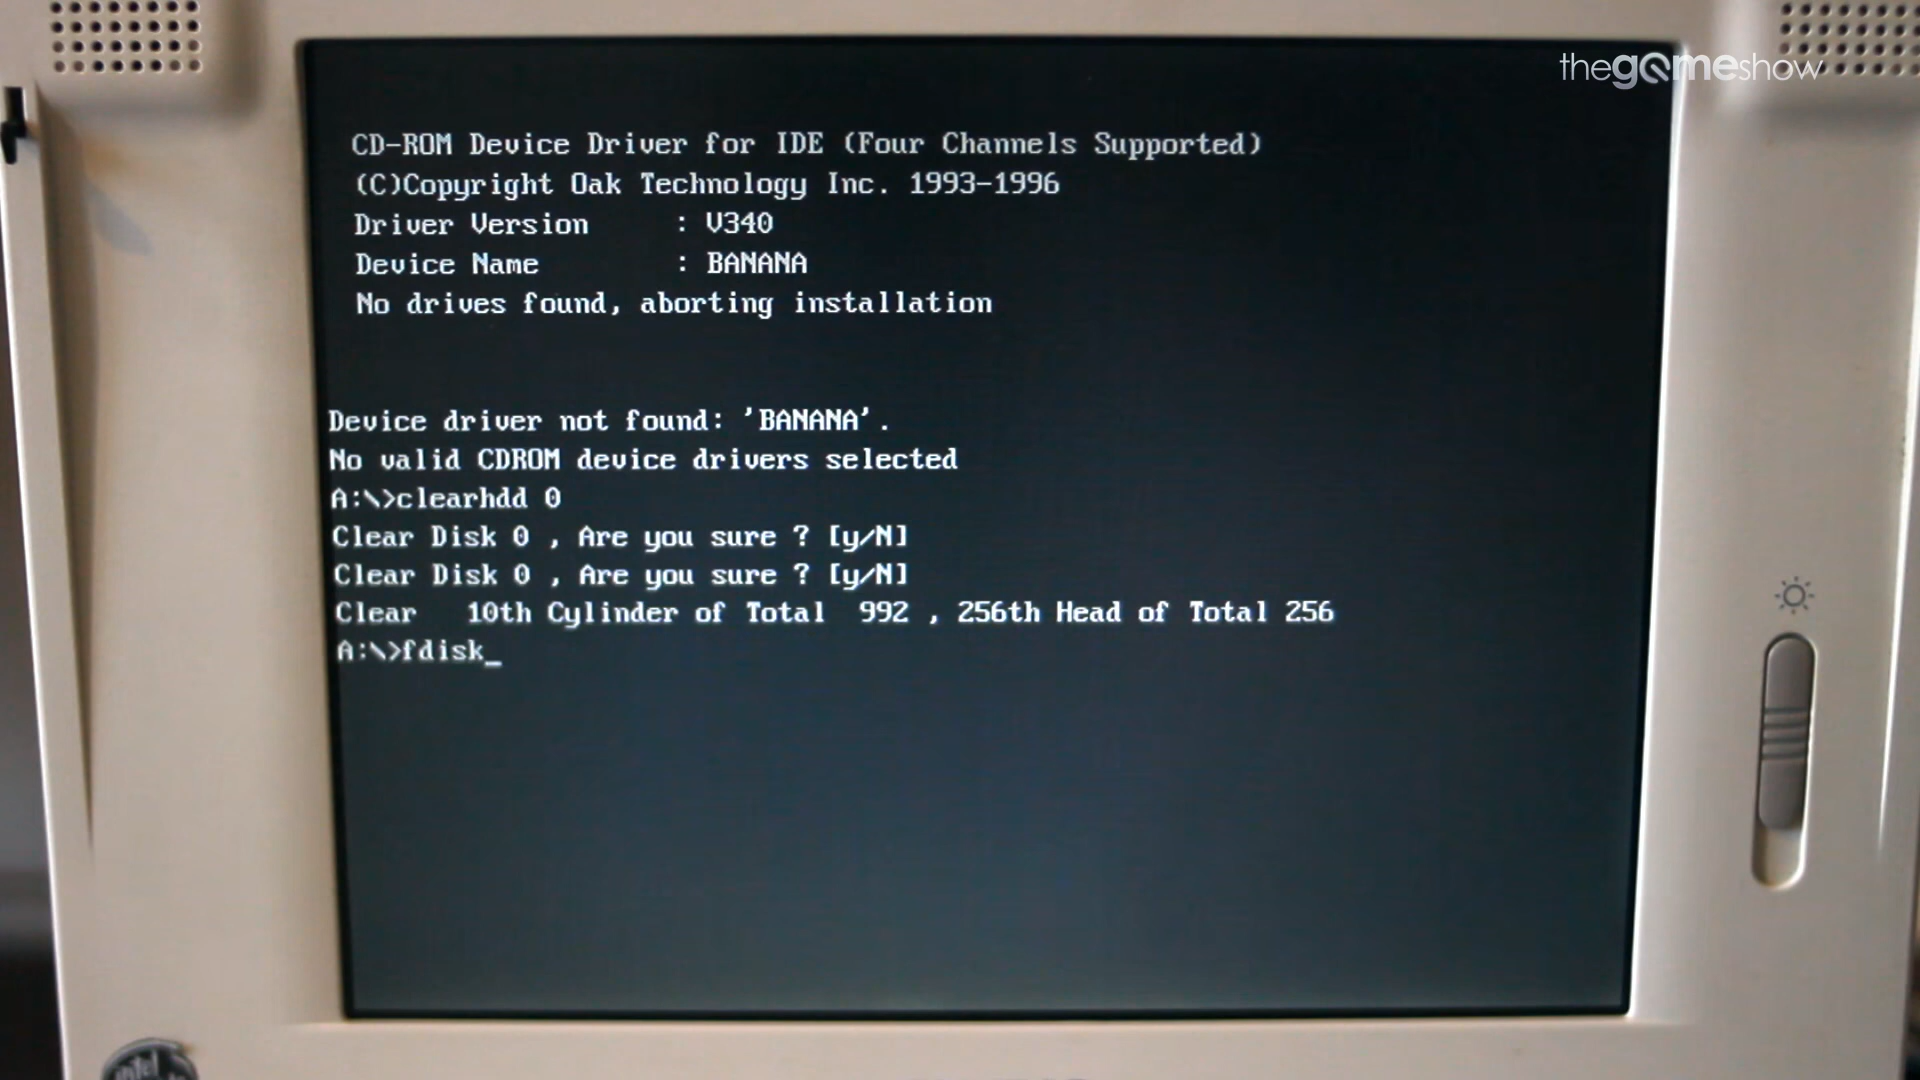 thegameshow
CD-ROM Device Driver for IDE (Four Channels Supported)
(C)Copyright Oak Technology Inc. 1993-1996
Driver Version : V340
Device Name : BANANA
No drives found, aborting installation
Device driver not found: 'BANANA'.
No valid CDROM device drivers selected
A:\>clearhdd 0
Clear Disk 0 , Are you sure ? [y/N]
Clear Disk 0 , Are you sure ? [y/N]
Clear 10th Cylinder of Total 992 , 256th Head of Total 256
A:\>fdisk_
intel